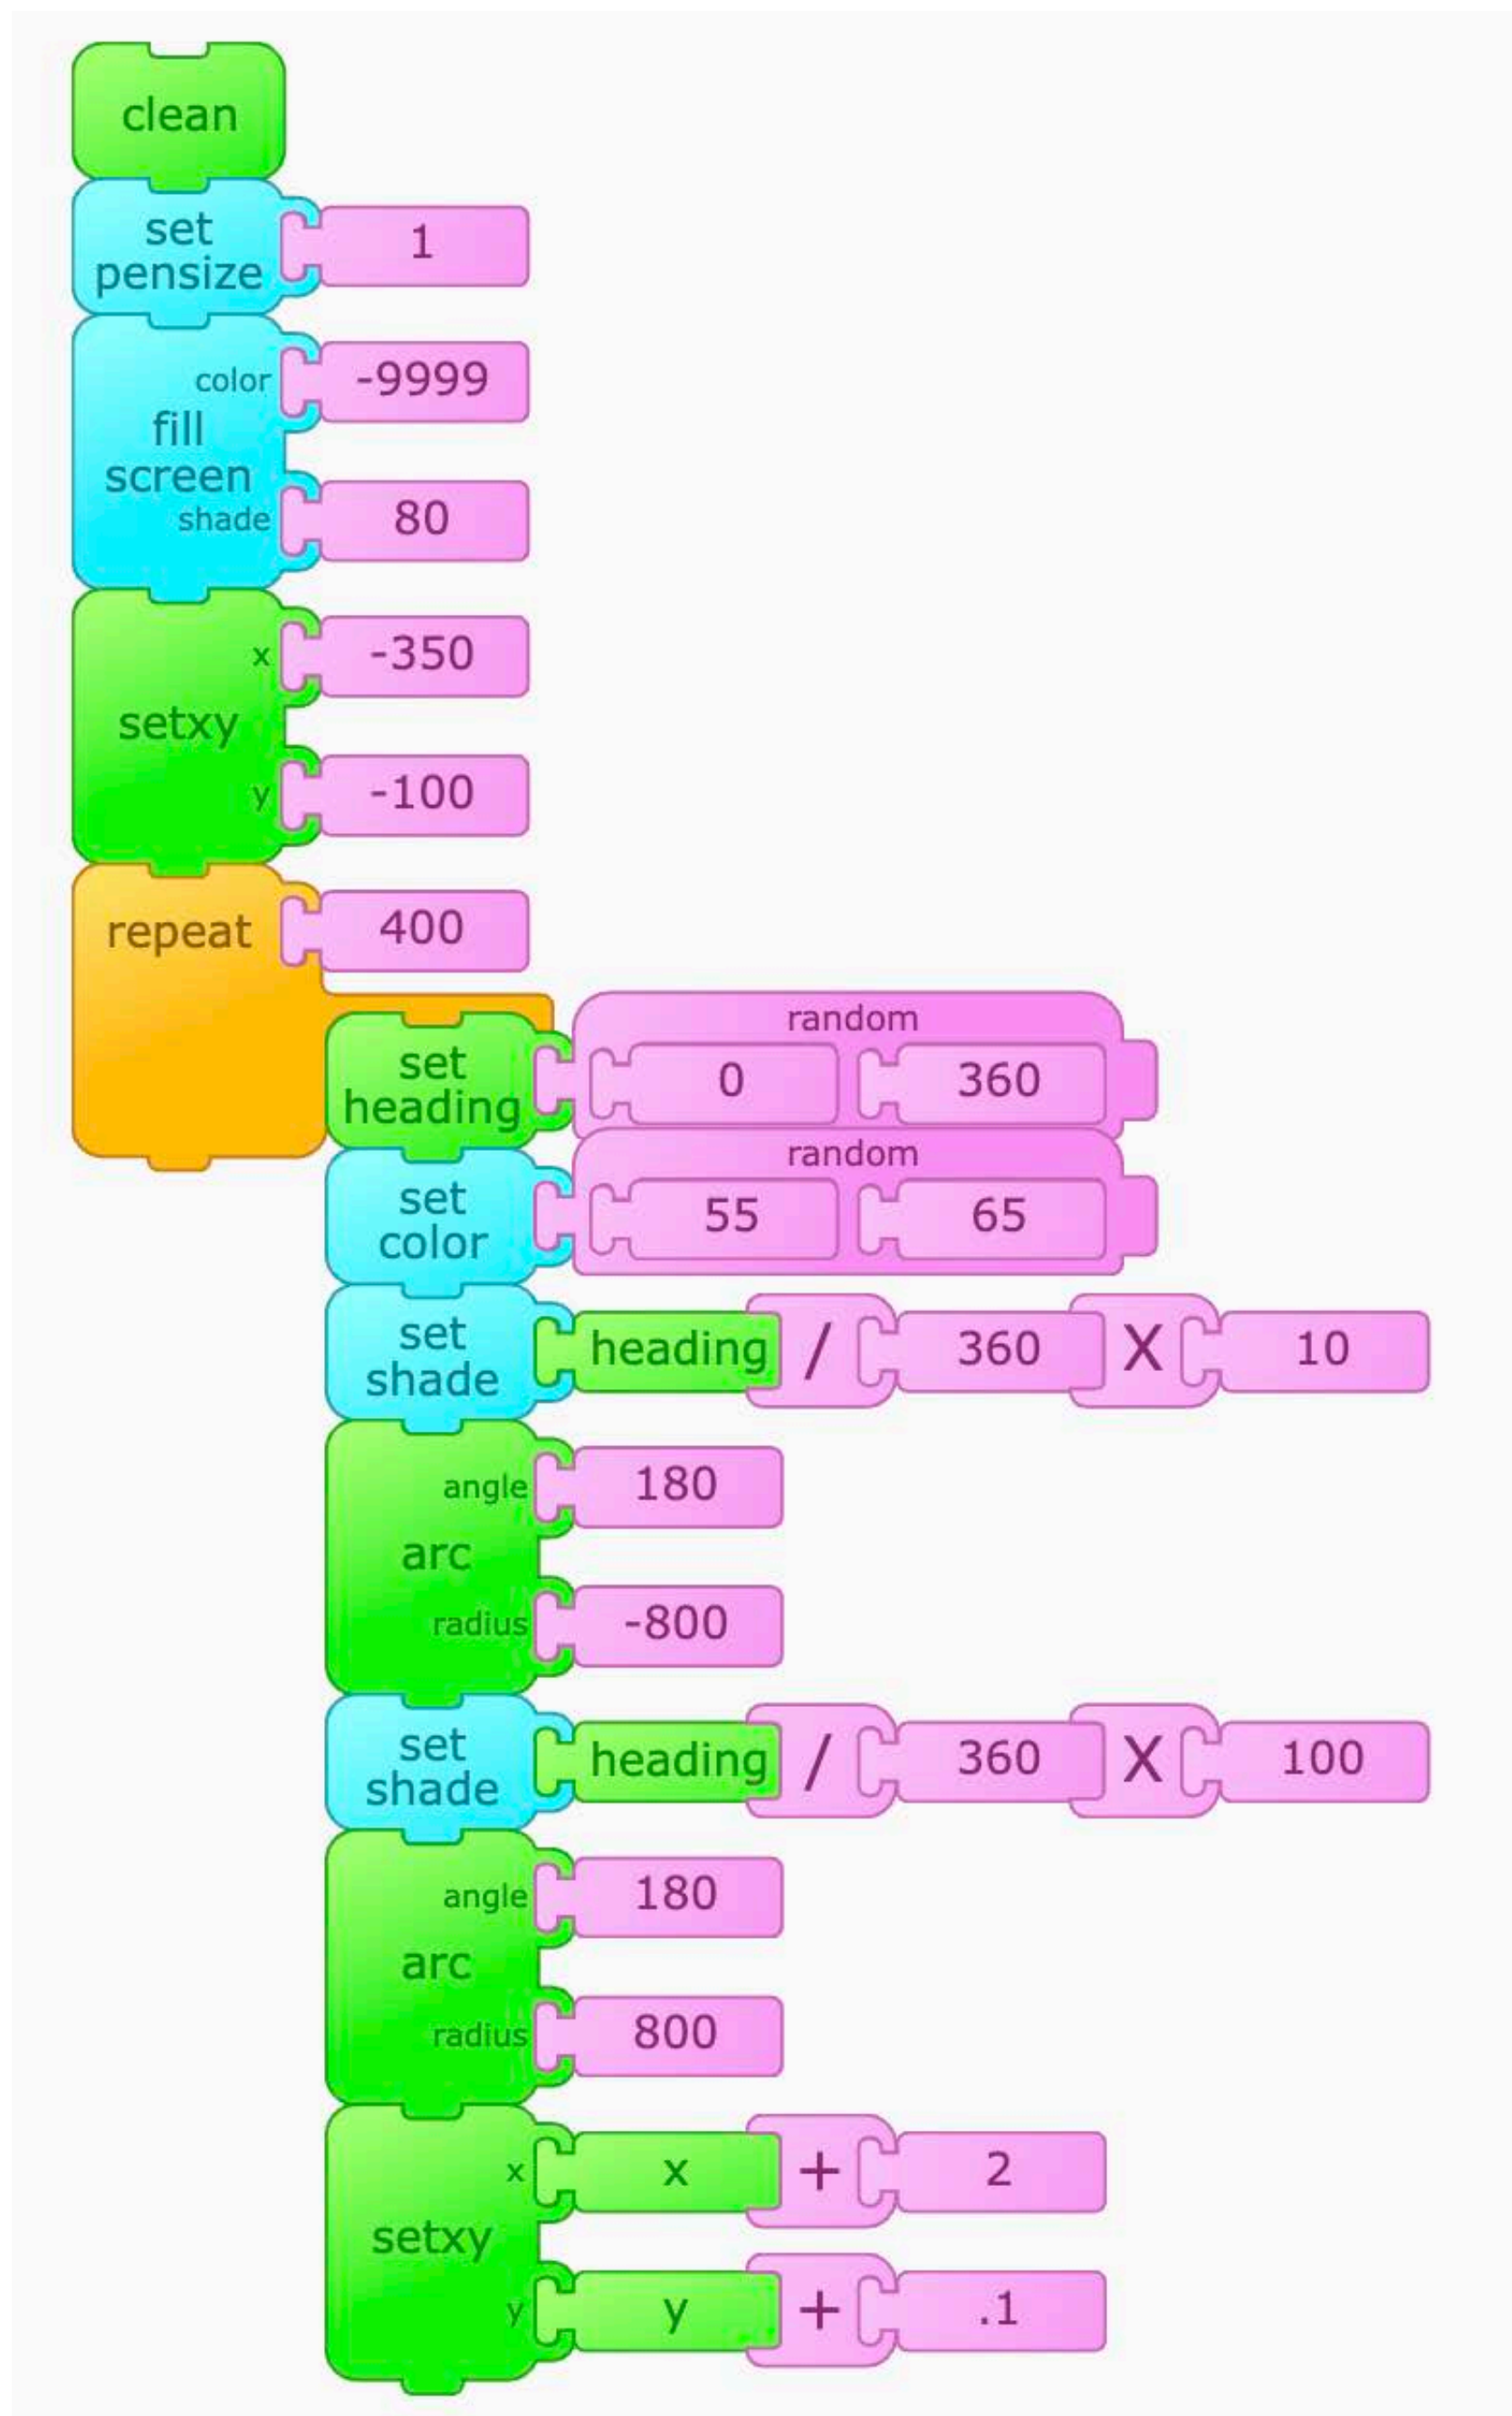 clean
set
pensize
1
color
-9999
fill
screen
shade
80
x
-350
setxy
y
-100
repeat
400
random
set
heading
0 360
random
set
color
55 65
set
shade
heading / 360 X 10
angle
180
arc
radius
-800
set
shade
heading / 360 X 100
angle
180
arc
radius
800
x
x + 2
setxy
y
y + .1